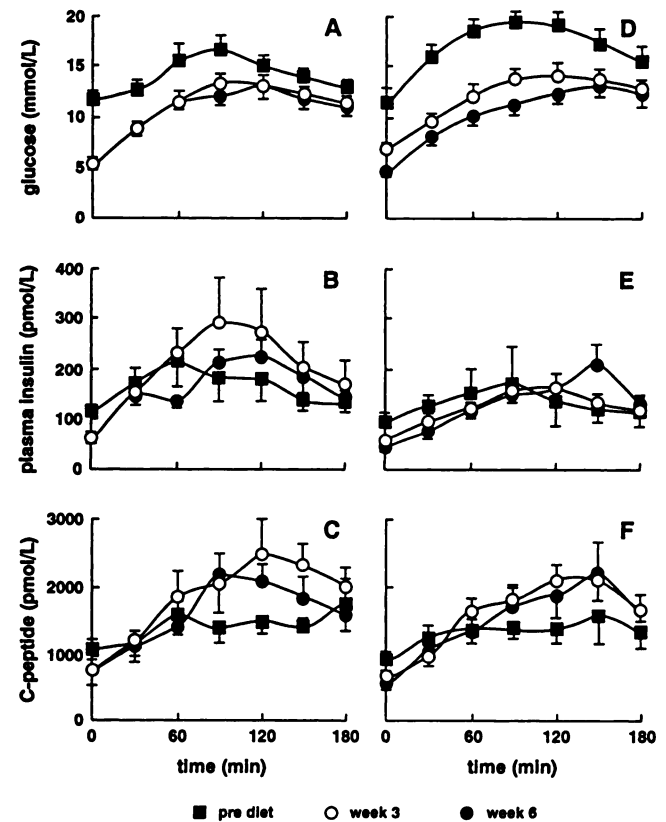 A
D
glucose (mmol/L)
20
15
10
5
0
B
E
plasma insulin (pmol/L)
400
300
200
100
0
C
F
C-peptide (pmol/L)
3000
2000
1000
0
0 60 120 180 0 60 120 180
time (min) time (min)
pre diet week 3 week 6